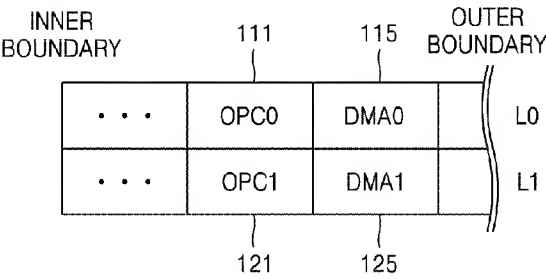 INNER BOUNDARY
111
115
OUTER BOUNDARY
• • •
OPC0
DMA0
L0
• • •
OPC1
DMA1
L1
121
125